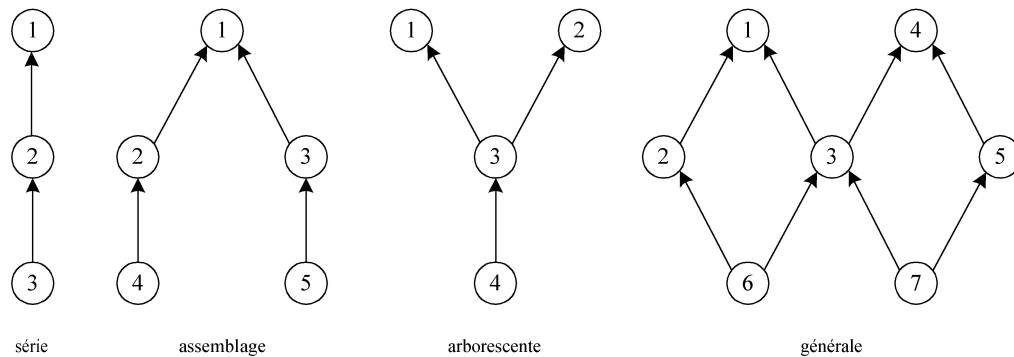 1 1 1 2 1 4
2 2 3 3 2 3 5
3 4 5 4 6 7
série assemblage arborescente générale